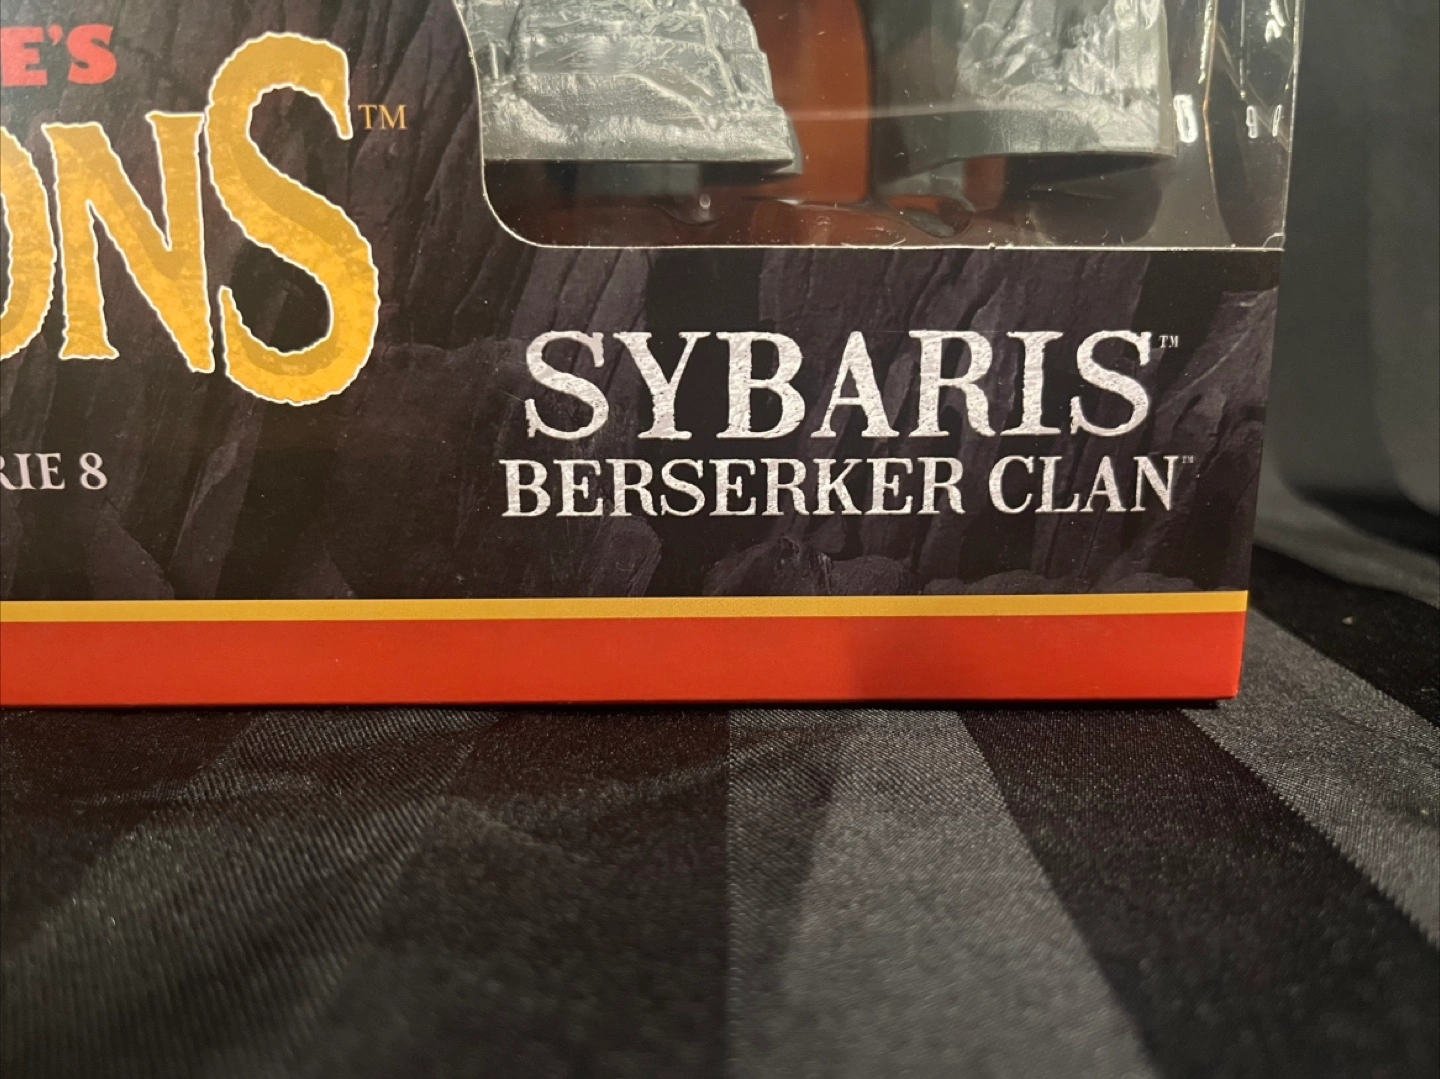 E'S
ONS™
RIE 8
SYBARIS™
BERSERKER CLAN™